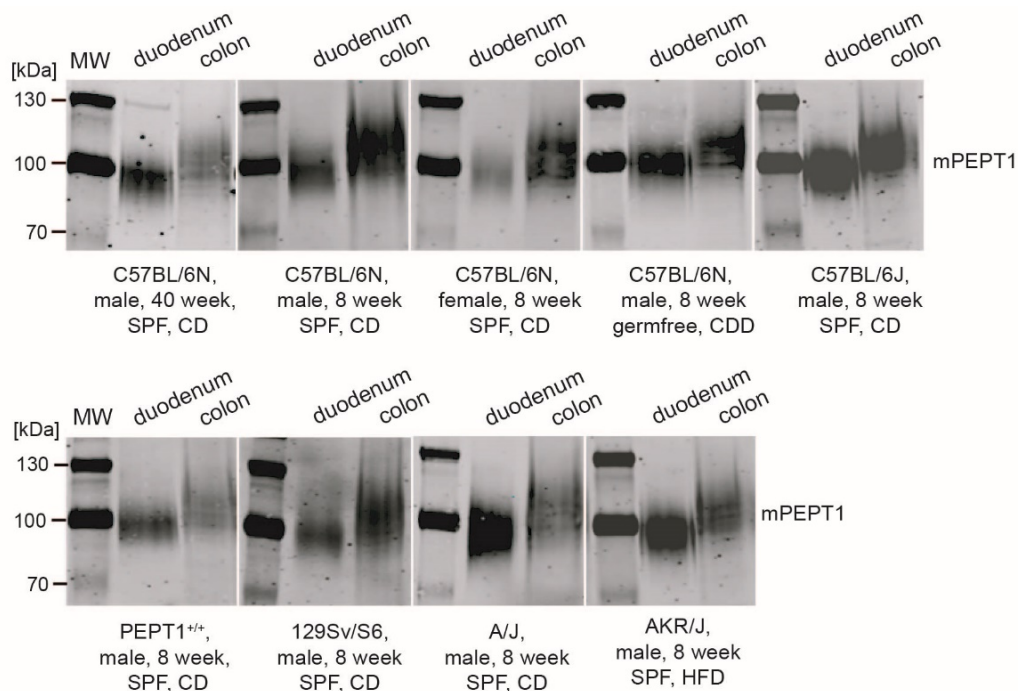 MW duodenum colon duodenum colon duodenum colon duodenum colon duodenum colon
[kDa]
130
100 mPEPT1
70
C57BL/6N, C57BL/6N, C57BL/6N, C57BL/6N, C57BL/6J,
male, 40 week, male, 8 week female, 8 week male, 8 week male, 8 week
SPF, CD SPF, CD SPF, CD germfree, CDD SPF, CD
MW duodenum colon duodenum colon duodenum colon duodenum colon
[kDa]
130
100 mPEPT1
70
PEPT1+/+, 129Sv/S6, A/J, AKR/J,
male, 8 week, male, 8 week male, 8 week male, 8 week
SPF, CD SPF, CD SPF, CD SPF, HFD